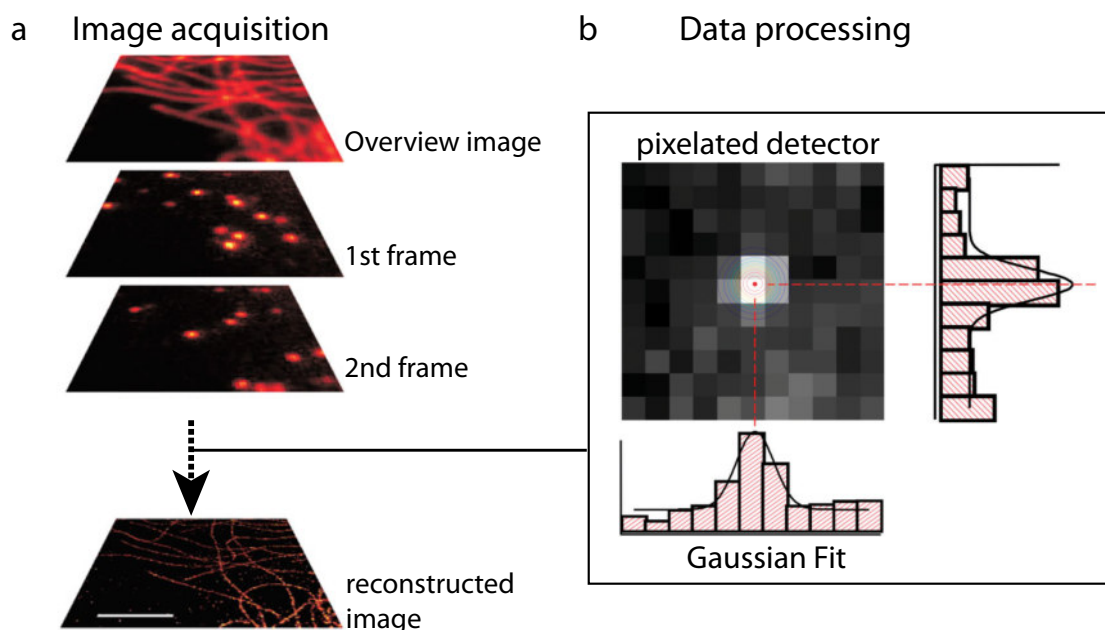 a Image acquisition
Overview image
1st frame
2nd frame
reconstructed
image
b Data processing
pixelated detector
Gaussian Fit